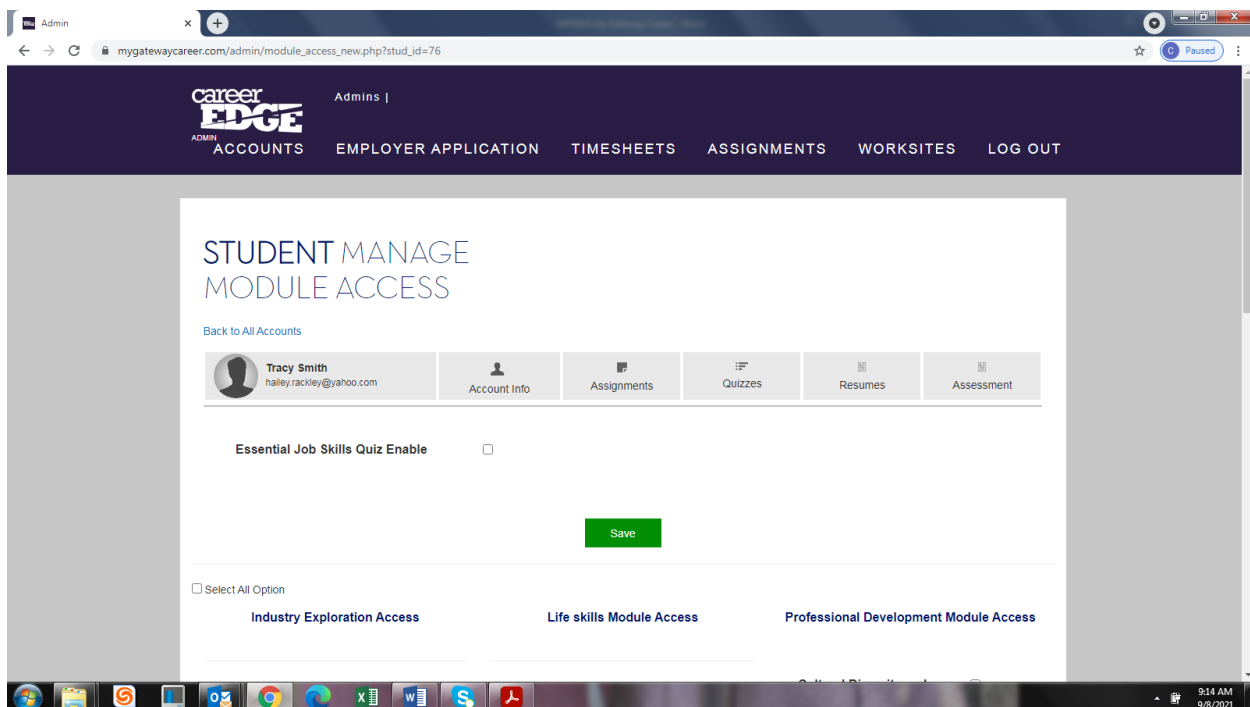 Admin
Paused
mygatewaycareer.com/admin/module_access_new.php?stud_id=76
career
EDGE
ADMIN
Admins |
ACCOUNTS EMPLOYER APPLICATION TIMESHEETS ASSIGNMENTS WORKSITES LOG OUT
STUDENT MANAGE
MODULE ACCESS
Back to All Accounts
Tracy Smith
hailey.rackley@yahoo.com
Account Info
Assignments
Quizzes
Resumes
Assessment
Essential Job Skills Quiz Enable
Save
Select All Option
Industry Exploration Access
Life skills Module Access
Professional Development Module Access
9:14 AM
9/8/2021